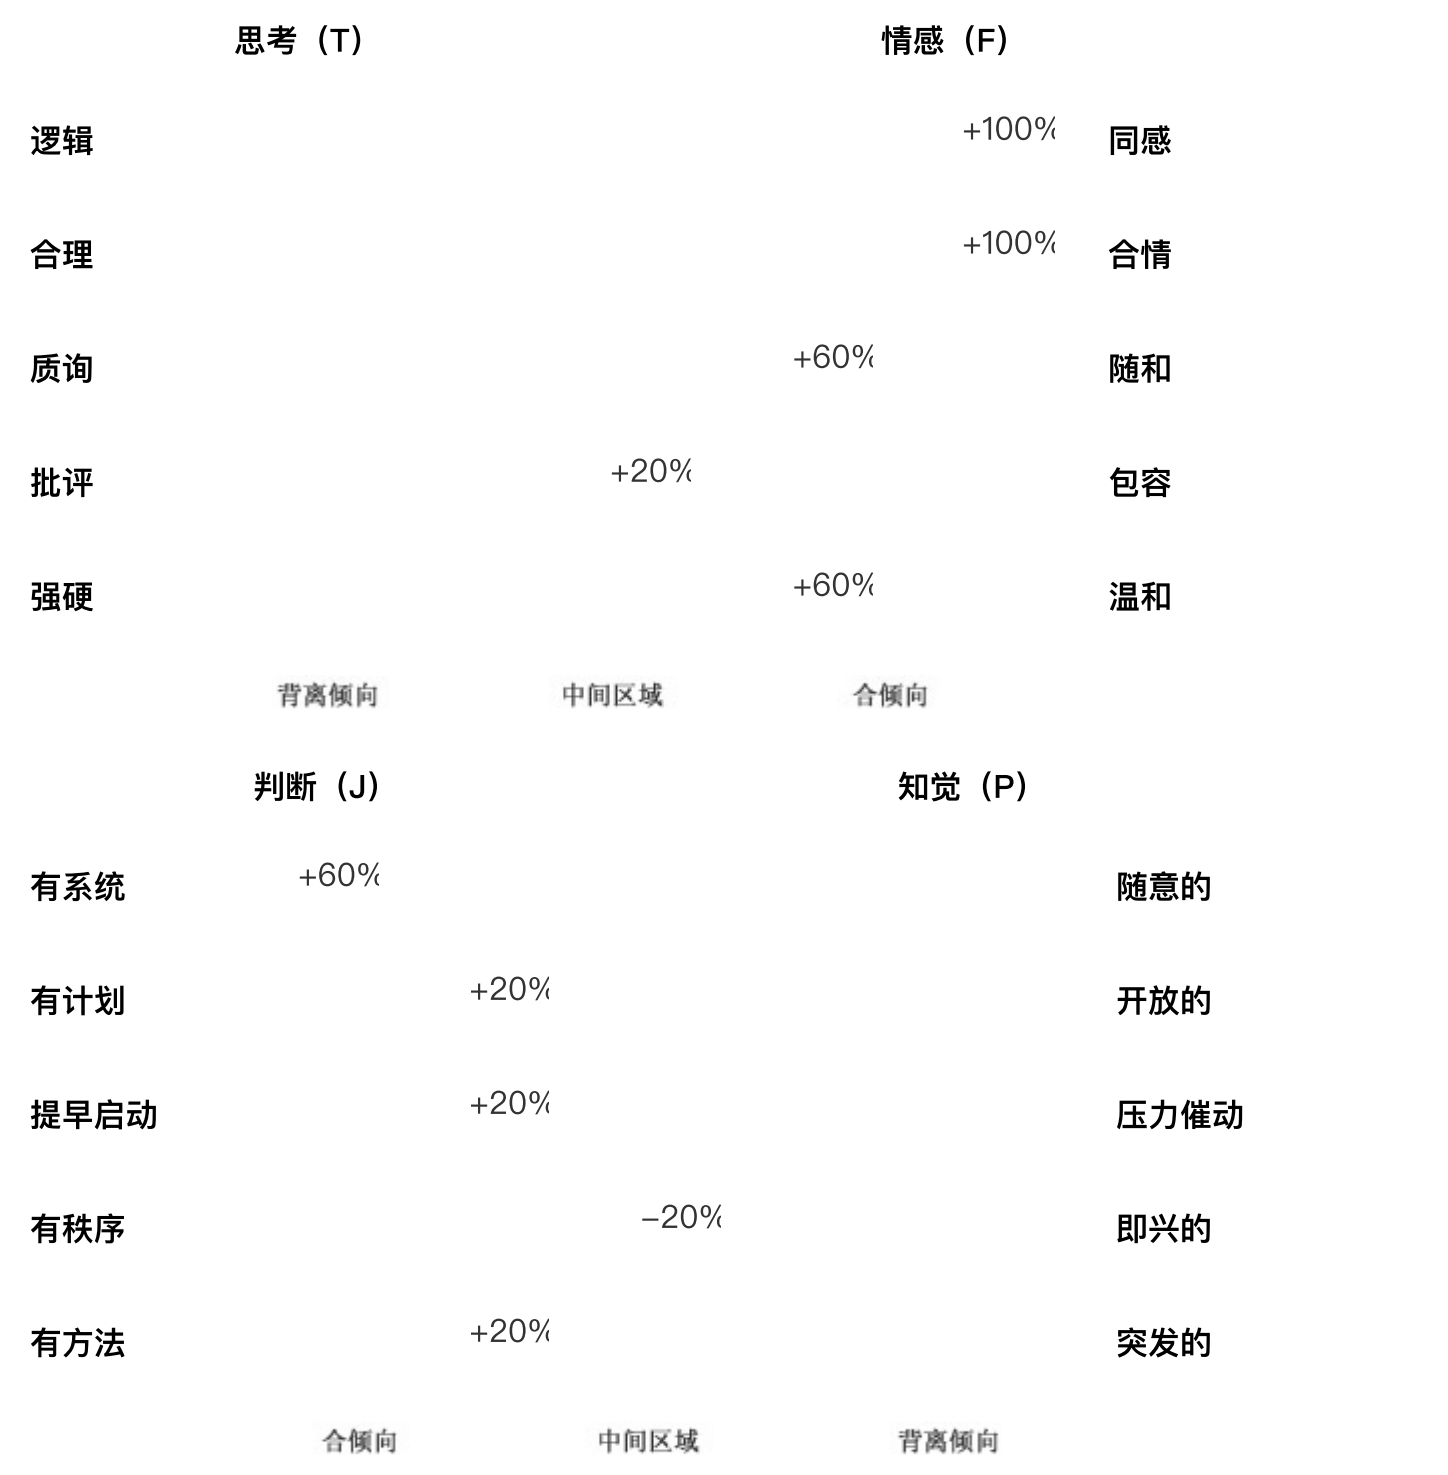 思考（T） 情感（F）
逻辑 +100% 同感
合理 +100% 合情
质询 +60% 随和
批评 +20% 包容
强硬 +60% 温和
背离倾向 中间区域 合倾向
判断（J） 知觉（P）
有系统 +60% 随意的
有计划 +20% 开放的
提早启动 +20% 压力催动
有秩序 -20% 即兴的
有方法 +20% 突发的
合倾向 中间区域 背离倾向